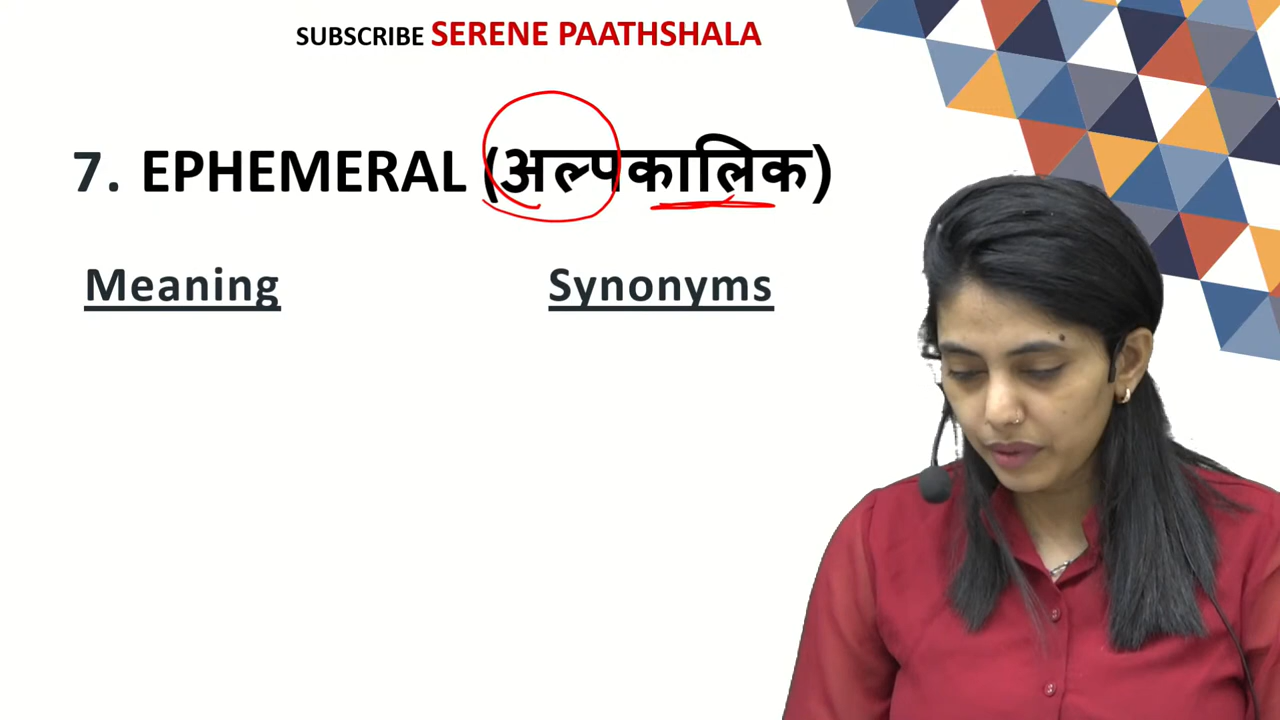 SUBSCRIBE SERENE PAATHSHALA
7. EPHEMERAL (अल्पकालिक)
Meaning
Synonyms